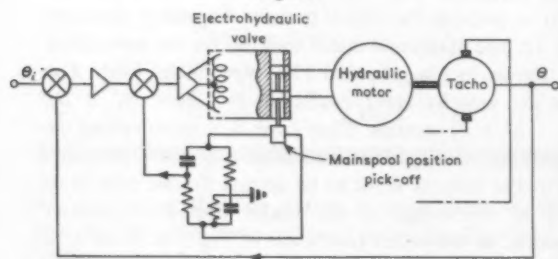 Electrohydraulic
valve
θi
Hydraulic
motor
Tacho
θ
Mainspool position
pick-off